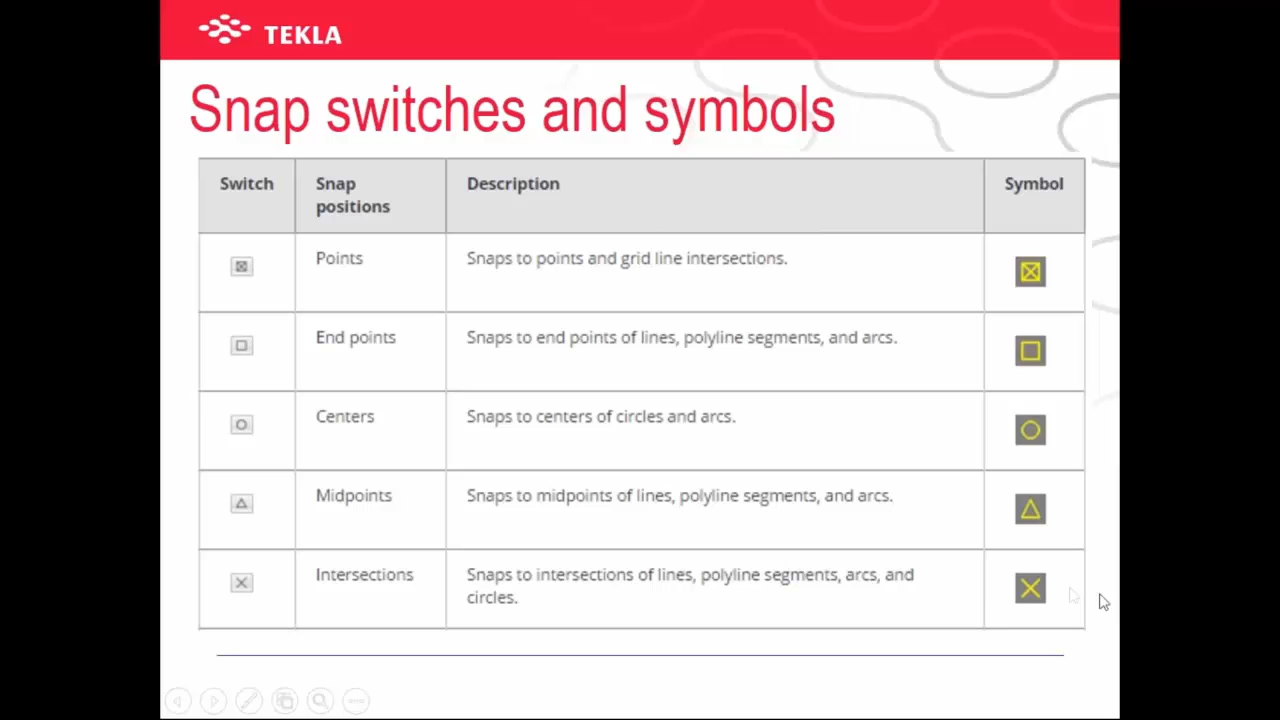 TEKLA
Snap switches and symbols
Switch
Snap
positions
Description
Symbol
Points
Snaps to points and grid line intersections.
End points
Snaps to end points of lines, polyline segments, and arcs.
Centers
Snaps to centers of circles and arcs.
Midpoints
Snaps to midpoints of lines, polyline segments, and arcs.
Intersections
Snaps to intersections of lines, polyline segments, arcs, and
circles.